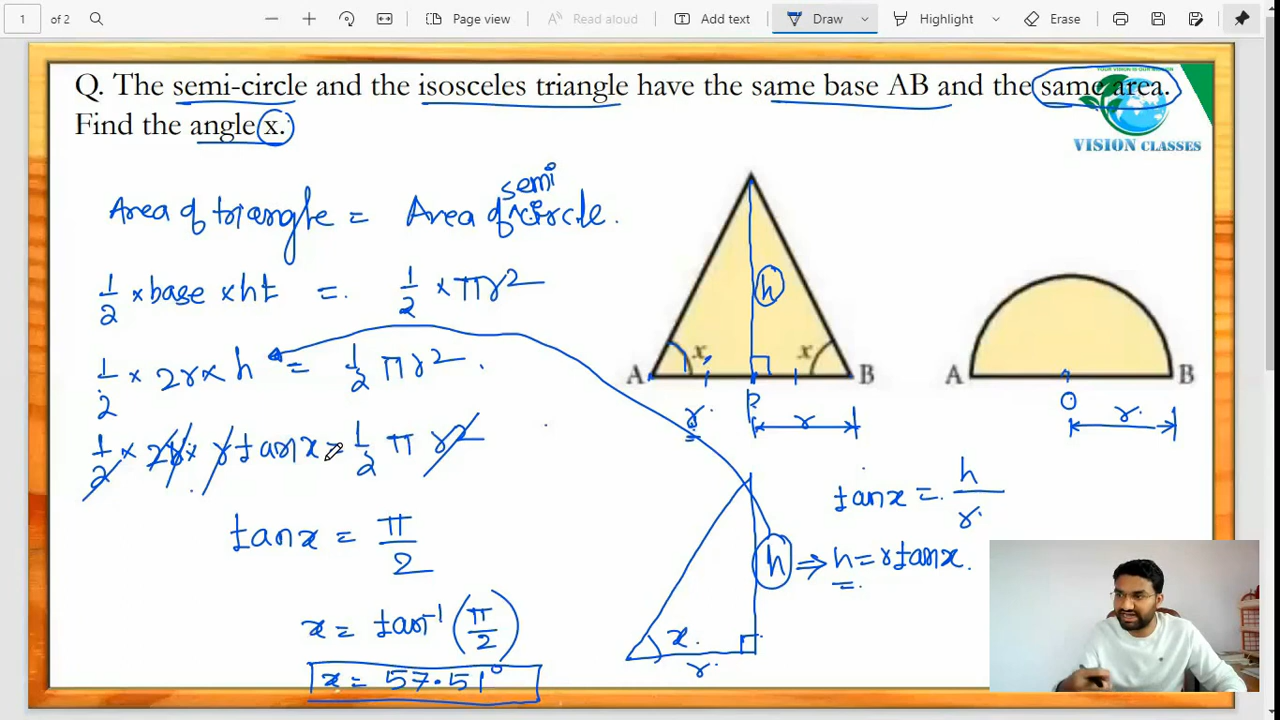 1 of 2 Page view Read aloud Add text Draw Highlight Erase
Q. The semi-circle and the isosceles triangle have the same base AB and the same area.
Find the angle x.
VISION CLASSES
Area of triangle = Area of semi circle.
1/2 × base × ht = 1/2 × πr²
1/2 × 2r × h = 1/2 πr².
1/2 × 2r × r tan x = 1/2 π r²
tan x = π/2
x = tan⁻¹(π/2)
x = 57.51°
h
x x
A B
r. P r
A B
O r.
tan x = h/r.
h ⇒ h = r tan x.
x.
r.